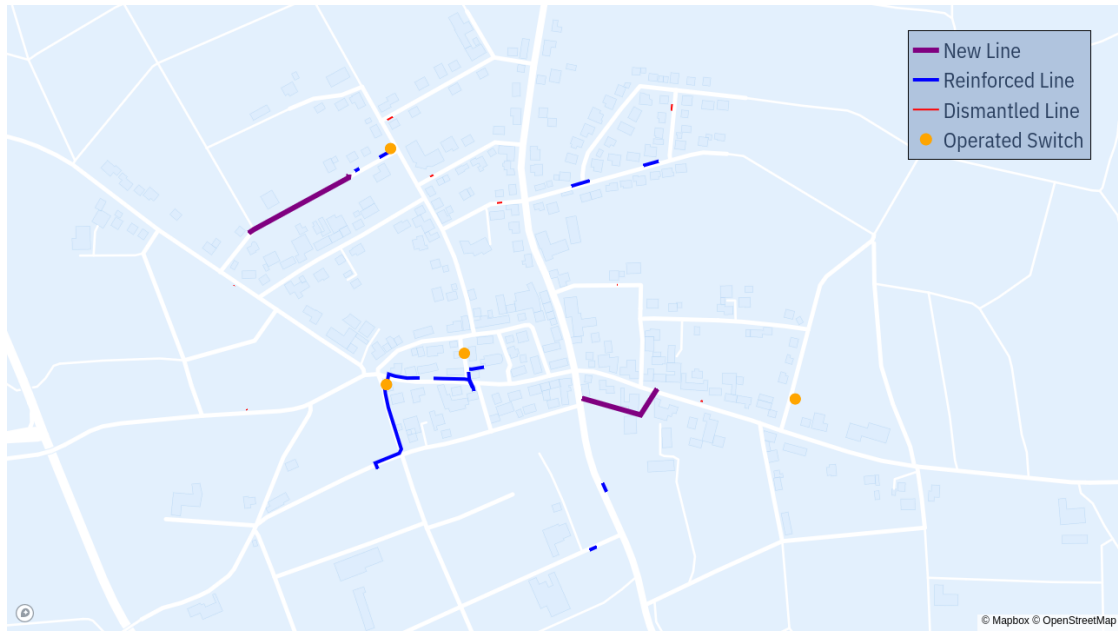 New Line
Reinforced Line
Dismantled Line
Operated Switch
© Mapbox © OpenStreetMap